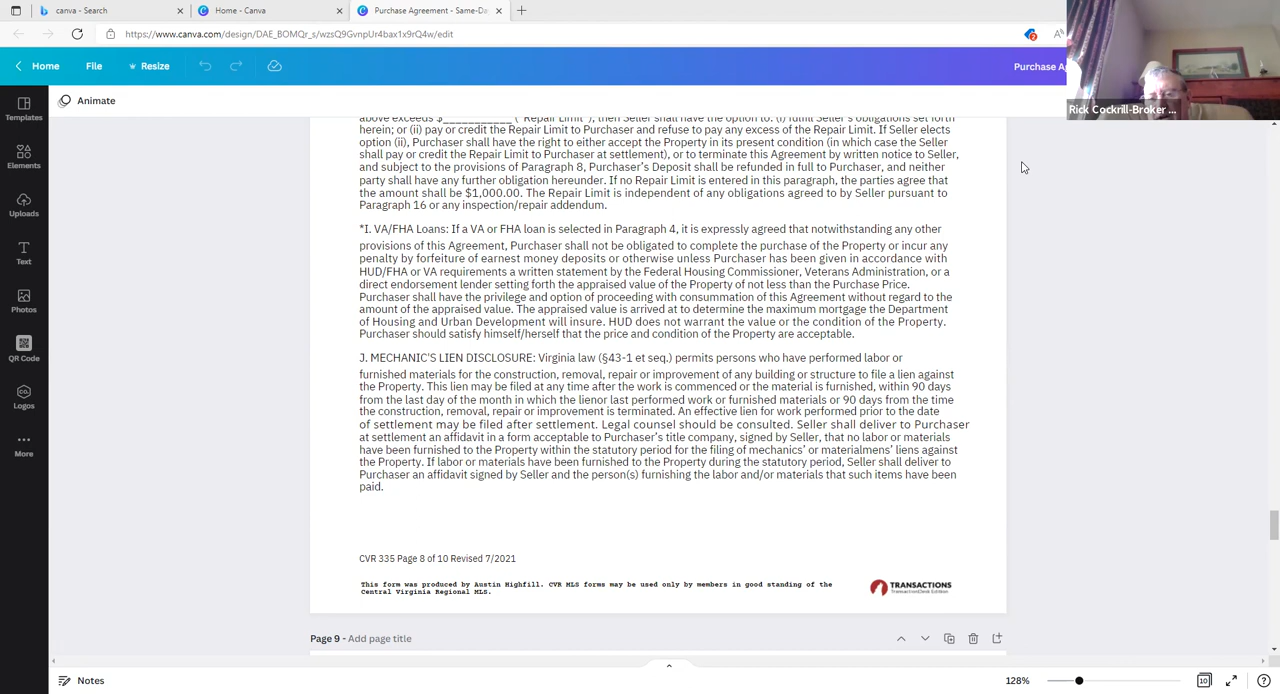 canva - Search
Home - Canva
Purchase Agreement - Same-Da
https://www.canva.com/design/DAE_BOMQr_s/wzsQ9GvnpUr4bax1x9rQ4w/edit
2
A
Home
File
Resize
Purchase Ag
Rick Cockrill-Broker ...
Templates
Animate
Elements
Uploads
Text
Photos
QR Code
Logos
More
above exceeds $____________ ("Repair Limit"), then Seller shall have the option to: (i) fulfill Seller's obligations set forth
herein; or (ii) pay or credit the Repair Limit to Purchaser and refuse to pay any excess of the Repair Limit. If Seller elects
option (ii), Purchaser shall have the right to either accept the Property in its present condition (in which case the Seller
shall pay or credit the Repair Limit to Purchaser at settlement), or to terminate this Agreement by written notice to Seller,
and subject to the provisions of Paragraph 8, Purchaser's Deposit shall be refunded in full to Purchaser, and neither
party shall have any further obligation hereunder. If no Repair Limit is entered in this paragraph, the parties agree that
the amount shall be $1,000.00. The Repair Limit is independent of any obligations agreed to by Seller pursuant to
Paragraph 16 or any inspection/repair addendum.
*I. VA/FHA Loans: If a VA or FHA loan is selected in Paragraph 4, it is expressly agreed that notwithstanding any other
provisions of this Agreement, Purchaser shall not be obligated to complete the purchase of the Property or incur any
penalty by forfeiture of earnest money deposits or otherwise unless Purchaser has been given in accordance with
HUD/FHA or VA requirements a written statement by the Federal Housing Commissioner, Veterans Administration, or a
direct endorsement lender setting forth the appraised value of the Property of not less than the Purchase Price.
Purchaser shall have the privilege and option of proceeding with consummation of this Agreement without regard to the
amount of the appraised value. The appraised value is arrived at to determine the maximum mortgage the Department
of Housing and Urban Development will insure. HUD does not warrant the value or the condition of the Property.
Purchaser should satisfy himself/herself that the price and condition of the Property are acceptable.
J. MECHANIC'S LIEN DISCLOSURE: Virginia law (§43-1 et seq.) permits persons who have performed labor or
furnished materials for the construction, removal, repair or improvement of any building or structure to file a lien against
the Property. This lien may be filed at any time after the work is commenced or the material is furnished, within 90 days
from the last day of the month in which the lienor last performed work or furnished materials or 90 days from the time
the construction, removal, repair or improvement is terminated. An effective lien for work performed prior to the date
of settlement may be filed after settlement. Legal counsel should be consulted. Seller shall deliver to Purchaser
at settlement an affidavit in a form acceptable to Purchaser's title company, signed by Seller, that no labor or materials
have been furnished to the Property within the statutory period for the filing of mechanics' or materialmens' liens against
the Property. If labor or materials have been furnished to the Property during the statutory period, Seller shall deliver to
Purchaser an affidavit signed by Seller and the person(s) furnishing the labor and/or materials that such items have been
paid.
CVR 335 Page 8 of 10 Revised 7/2021
This form was produced by Austin Highfill. CVR MLS forms may be used only by members in good standing of the
Central Virginia Regional MLS.
TRANSACTIONS
TransactionDesk Edition
Page 9 - Add page title
Notes
128%
10